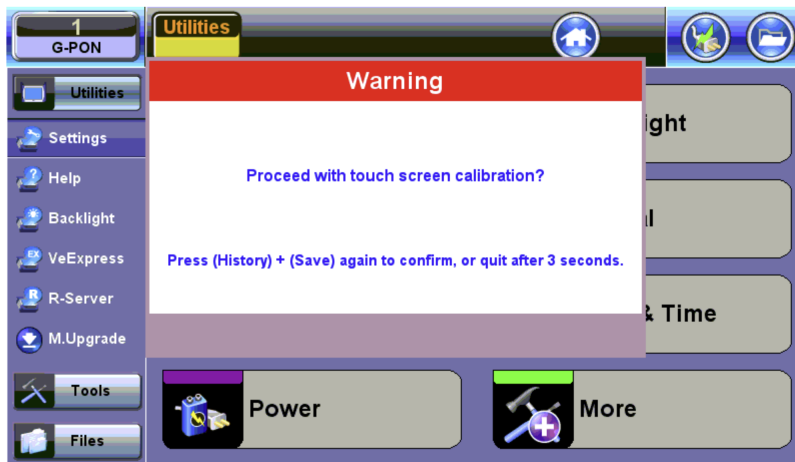 1
G-PON
Utilities
Utilities
Settings
Help
Backlight
VeExpress
R-Server
M.Upgrade
Tools
Files
Warning
Proceed with touch screen calibration?
Press (History) + (Save) again to confirm, or quit after 3 seconds.
ight
l
& Time
Power
More